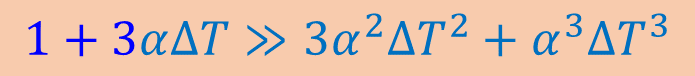 1 + 3αΔT ≫ 3α²ΔT² + α³ΔT³